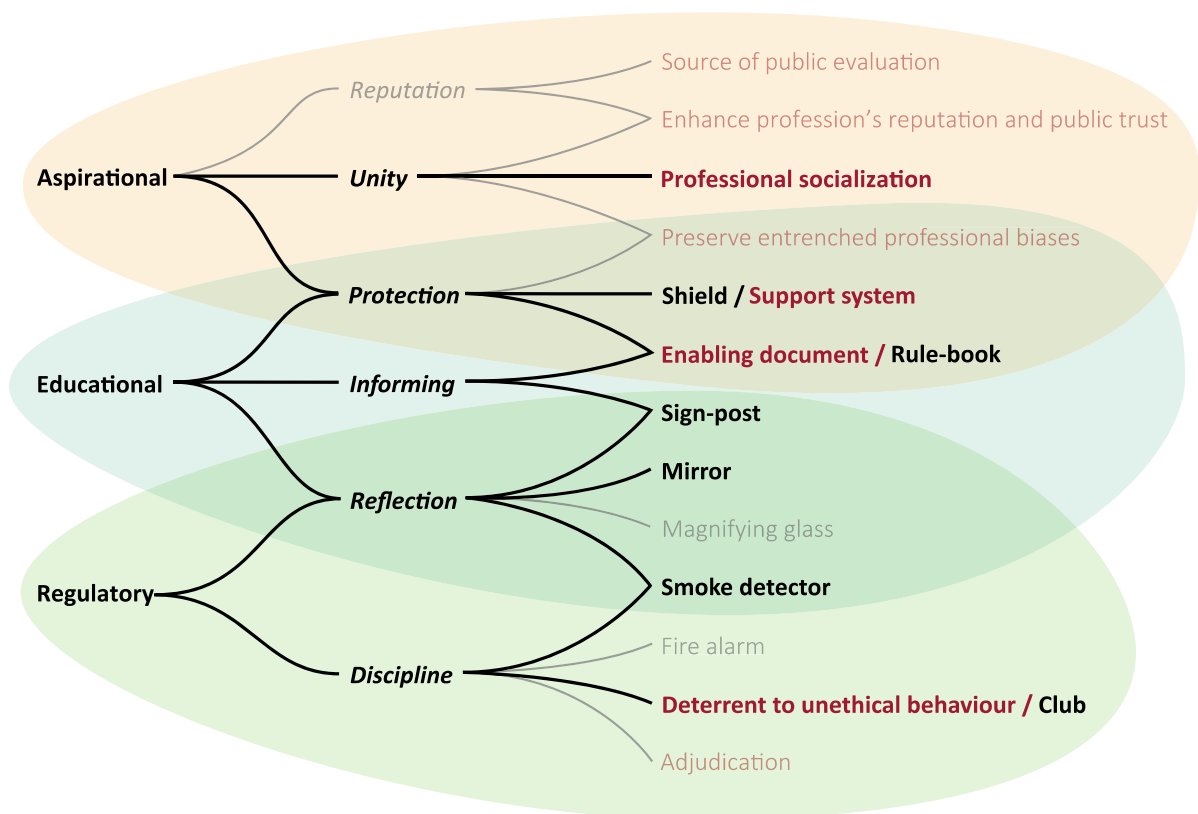 Source of public evaluation
Reputation
Enhance profession’s reputation and public trust
Aspirational
Unity
Professional socialization
Preserve entrenched professional biases
Protection
Shield / Support system
Enabling document / Rule-book
Educational
Informing
Sign-post
Mirror
Reflection
Magnifying glass
Regulatory
Smoke detector
Fire alarm
Discipline
Deterrent to unethical behaviour / Club
Adjudication